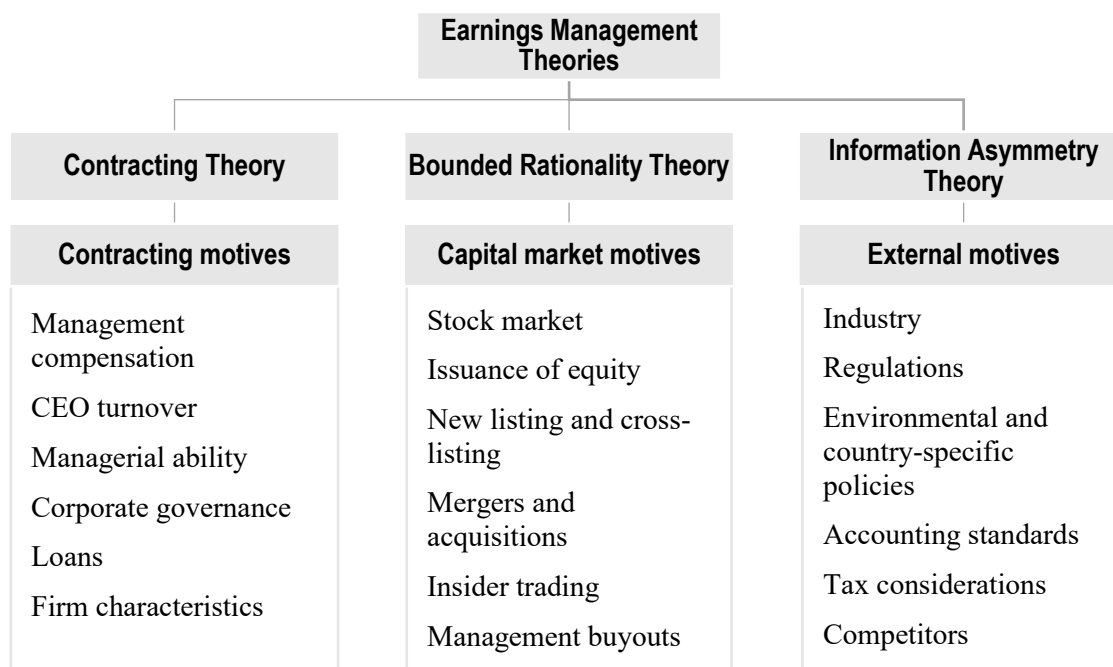 Earnings Management
Theories
Contracting Theory
Bounded Rationality Theory
Information Asymmetry
Theory
Contracting motives
Capital market motives
External motives
Management
compensation
CEO turnover
Managerial ability
Corporate governance
Loans
Firm characteristics
Stock market
Issuance of equity
New listing and cross-
listing
Mergers and
acquisitions
Insider trading
Management buyouts
Industry
Regulations
Environmental and
country-specific
policies
Accounting standards
Tax considerations
Competitors